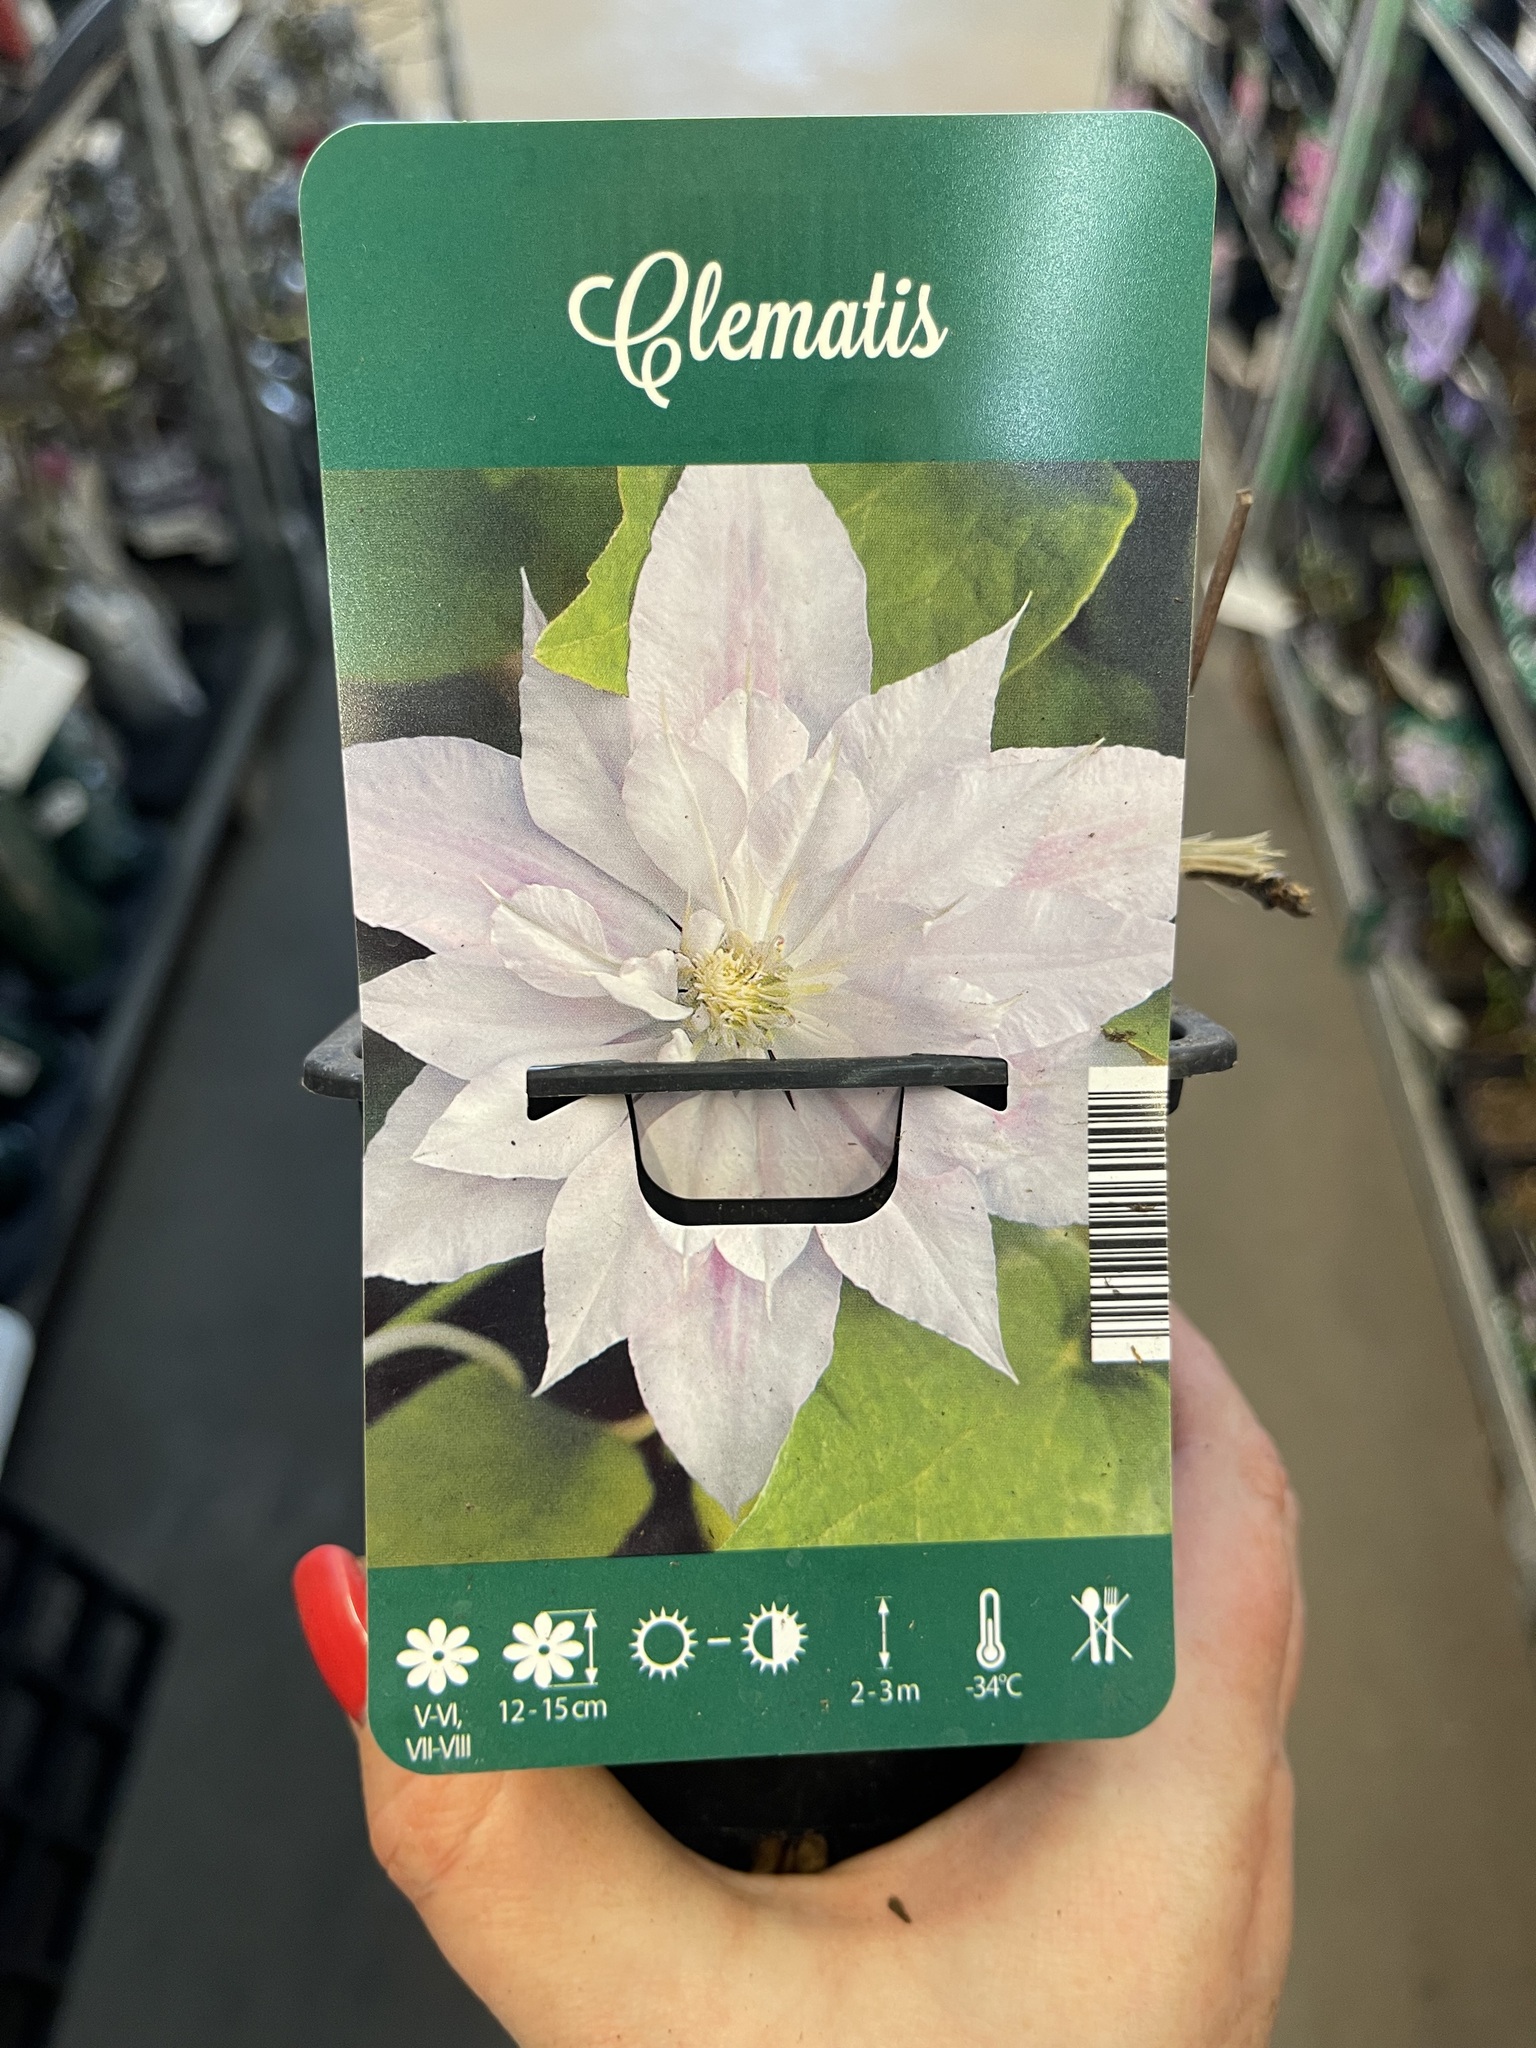 Clematis
V-VI,
VII-VIII
12-15cm
2-3m
-34°C